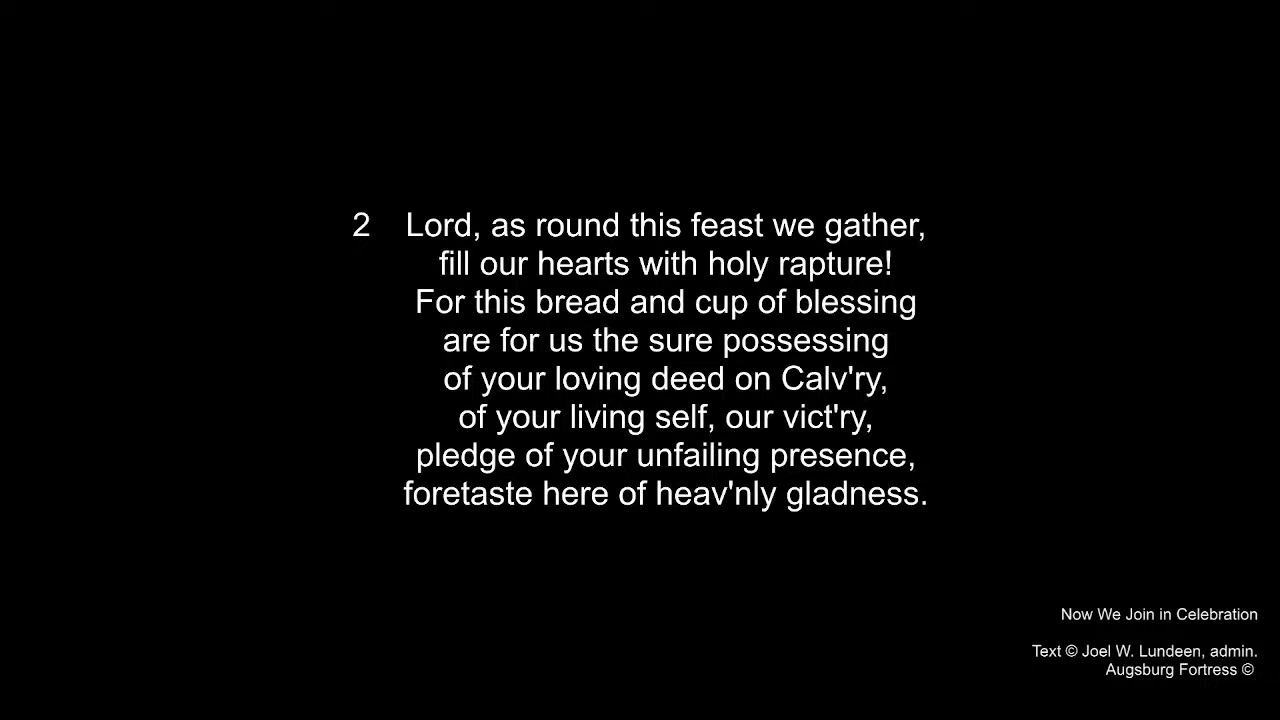 2 Lord, as round this feast we gather,
fill our hearts with holy rapture!
For this bread and cup of blessing
are for us the sure possessing
of your loving deed on Calv'ry,
of your living self, our vict'ry,
pledge of your unfailing presence,
foretaste here of heav'nly gladness.
Now We Join in Celebration
Text © Joel W. Lundeen, admin.
Augsburg Fortress ©